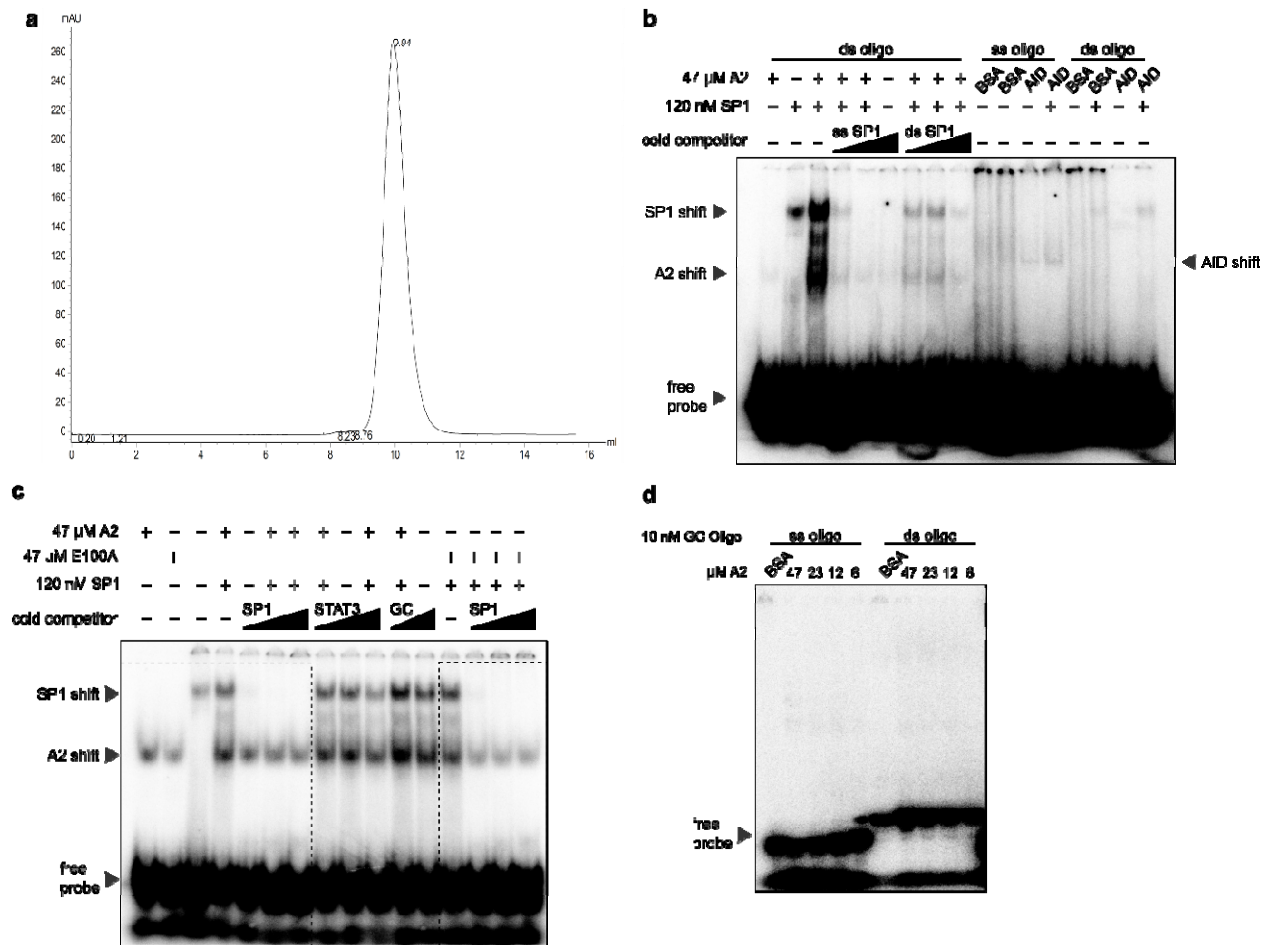 a
mAU
260
240
220
200
180
160
140
120
100
80
60
40
20
0
9.94
0.20 1.21 8.23 8.76
0 2 4 6 8 10 12 14 16 ml
b
ds oligo ss oligo ds oligo
47 µM A2 + − + + + − + + + BSA BSA AID AID BSA BSA AID AID
120 nM SP1 − + + + + − + + + − − − + − + − +
cold competitor − − − ss SP1 ds SP1 − − − − − − − −
SP1 shift
A2 shift
AID shift
free
probe
c
47 µM A2 + − − + + + + − + + −
47 µM E100A
120 nM SP1 − − − + + + + + + + + + + + +
cold competitor − − − − SP1 STAT3 GC − SP1
SP1 shift
A2 shift
free
probe
d
10 nM GC Oligo ss oligo ds oligo
µM A2 BSA 47 23 12 6 BSA 47 23 12 6
free
probe